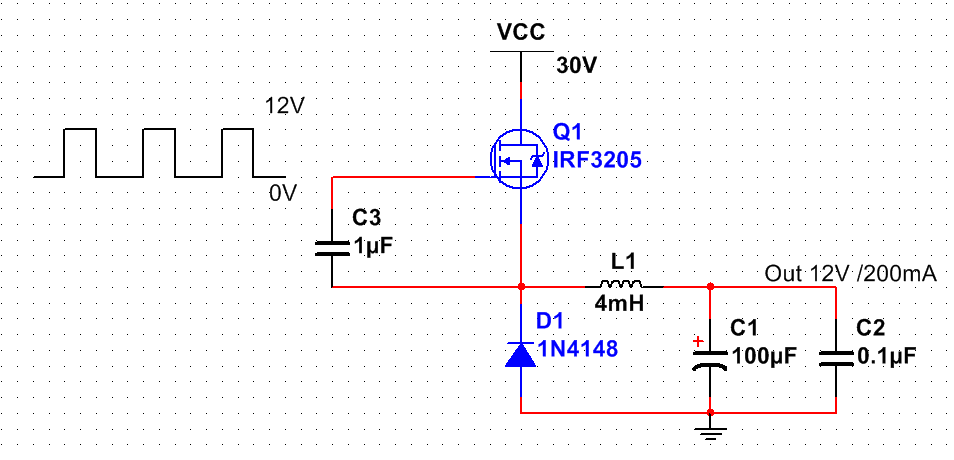 VCC
30V
12V
0V
Q1
IRF3205
C3
1µF
L1
4mH
Out 12V /200mA
D1
1N4148
+
C1
100µF
C2
0.1µF